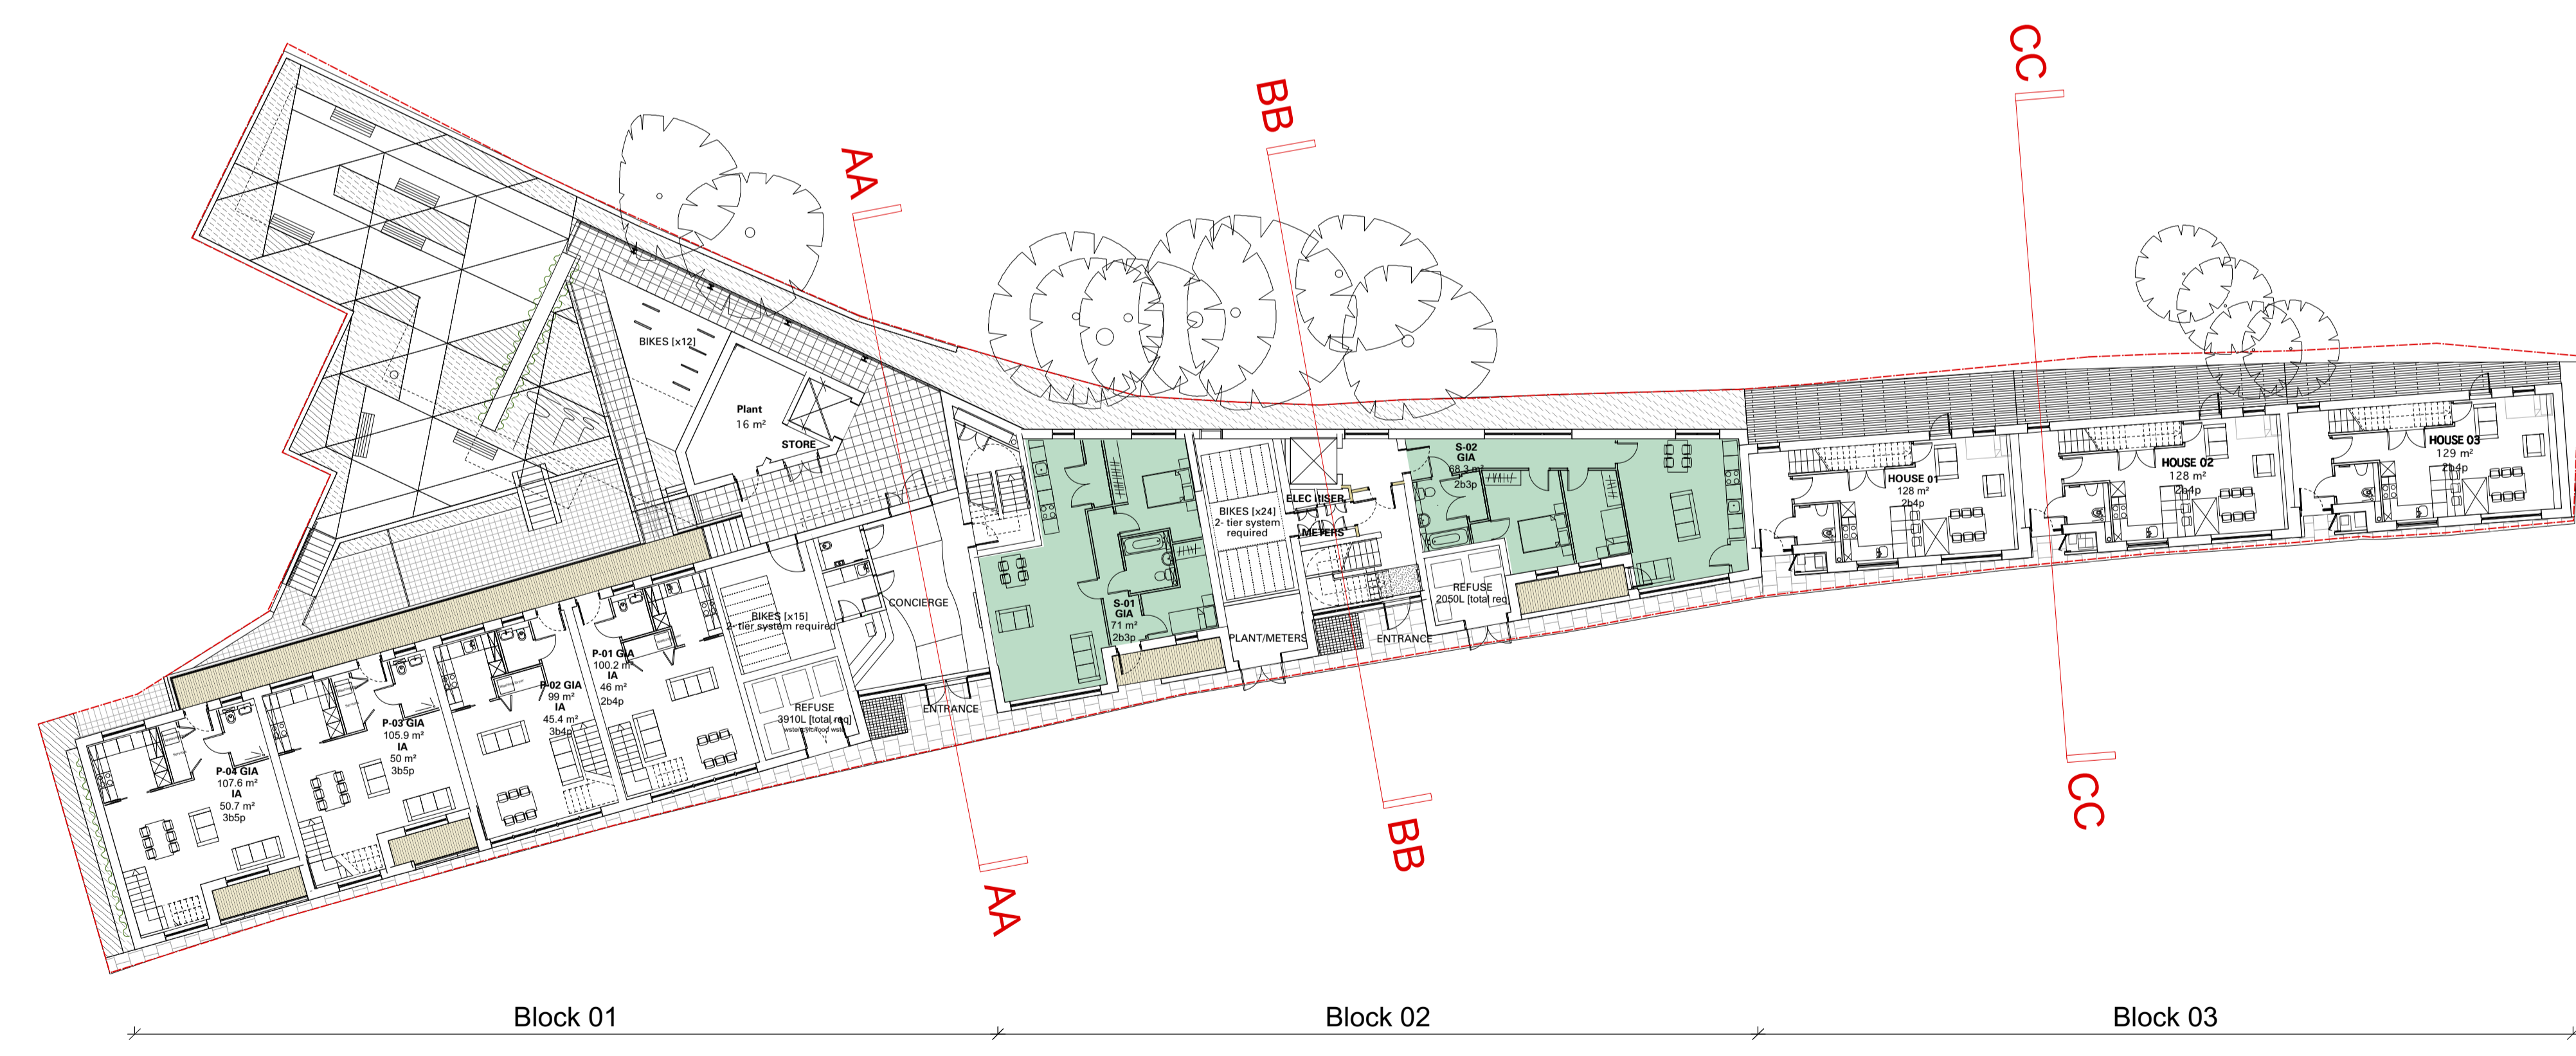 CC
BB
AA
BIKES [x12]
Plant
16 m²
STORE
S-02
GIA
68.3 m²
2b3p
HOUSE 03
129 m²
2b4p
HOUSE 02
128 m²
2b4p
HOUSE 01
128 m²
2b4p
ELEC RISER
BIKES [x24]
2- tier system
required
METERS
REFUSE
2050L [total req
CONCIERGE
S-01
GIA
71 m²
2b3p
BIKES [x15]
2- tier system required
PLANT/METERS
ENTRANCE
P-01 GIA
100.2 m²
IA
46 m²
2b4p
P-02 GIA
99 m²
IA
45.4 m²
3b4p
REFUSE
3910L [total req]
ENTRANCE
P-03 GIA
105.9 m²
IA
50 m²
3b5p
P-04 GIA
107.6 m²
IA
50.7 m²
3b5p
CC
BB
AA
Block 01
Block 02
Block 03